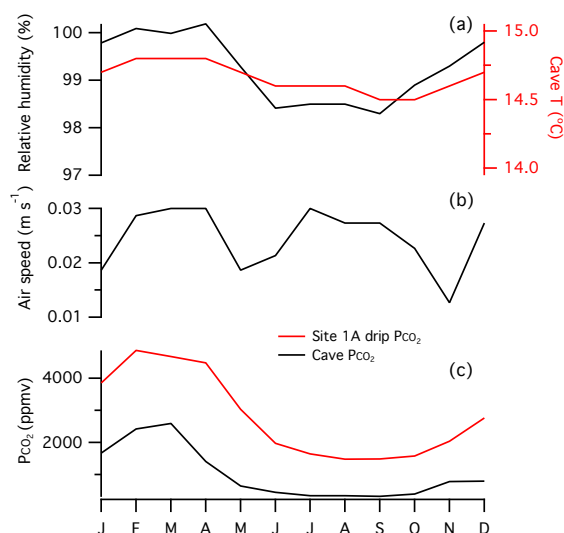 (a)
Relative humidity (%)
100
99
98
97
15.0
14.5
14.0
Cave T (°C)
(b)
Air speed (m s⁻¹)
0.03
0.02
0.01
Site 1A drip PCO₂
Cave PCO₂
(c)
PCO₂ (ppmv)
4000
2000
J F M A M J J A S O N D